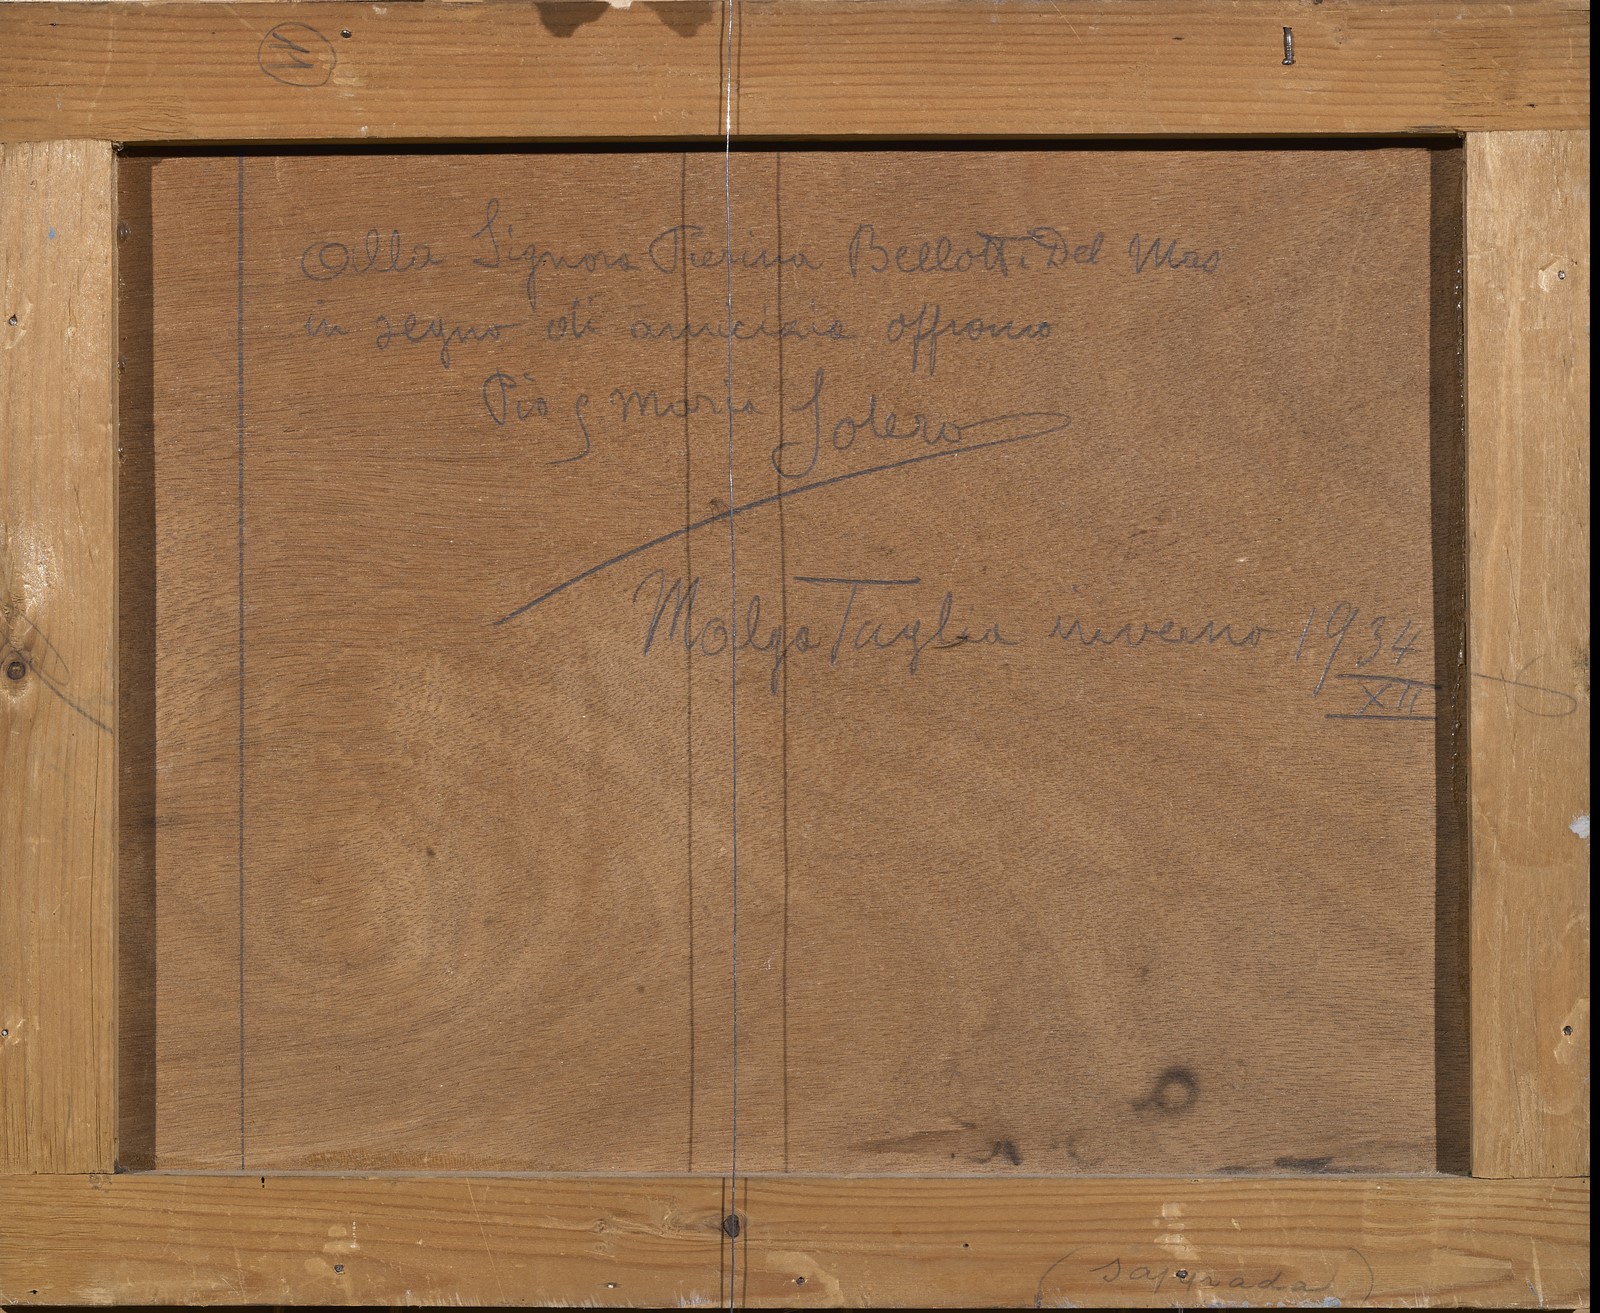 Alla Signora Pierina Bellotti Del Mas
in segno di amicizia offrono
Pio e Maria Solero
Malga Taglia inverno 1934
XII